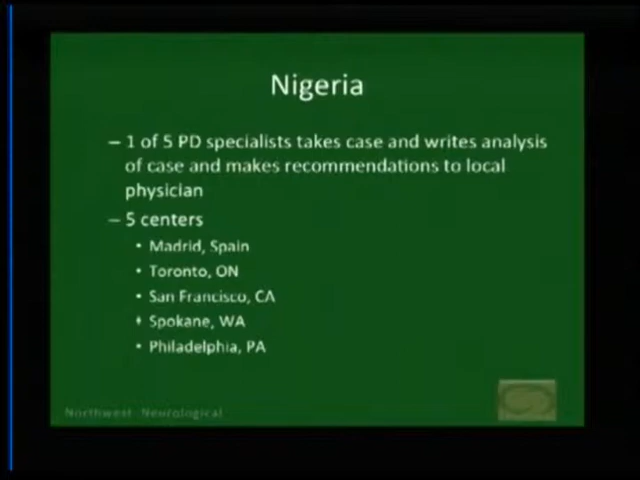 Nigeria
– 1 of 5 PD specialists takes case and writes analysis
of case and makes recommendations to local
physician
– 5 centers
• Madrid, Spain
• Toronto, ON
• San Francisco, CA
• Spokane, WA
• Philadelphia, PA
Northwest Neurological